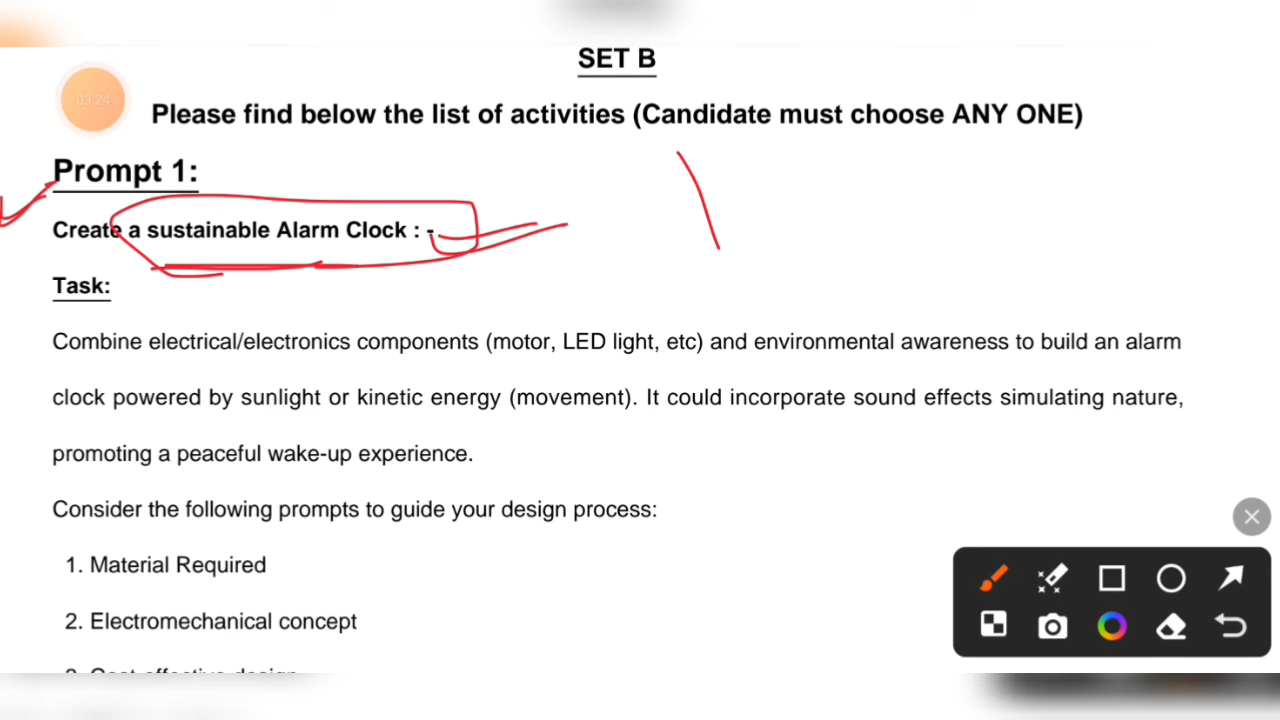 SET B
03:24
Please find below the list of activities (Candidate must choose ANY ONE)
Prompt 1:
Create a sustainable Alarm Clock : -
Task:
Combine electrical/electronics components (motor, LED light, etc) and environmental awareness to build an alarm
clock powered by sunlight or kinetic energy (movement). It could incorporate sound effects simulating nature,
promoting a peaceful wake-up experience.
Consider the following prompts to guide your design process:
1. Material Required
2. Electromechanical concept